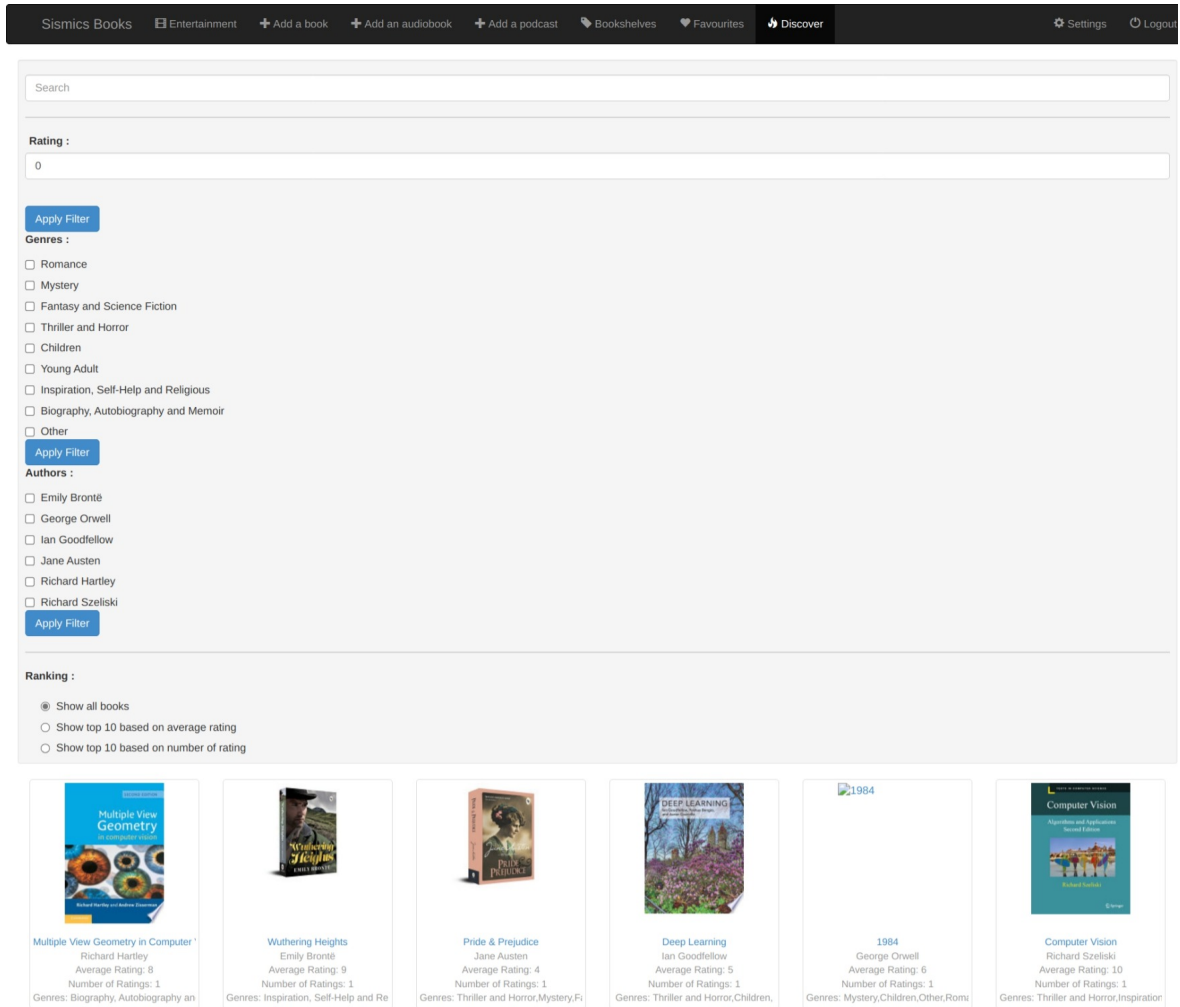 Sismics Books Entertainment Add a book Add an audiobook Add a podcast Bookshelves Favourites Discover Settings Logout
Search
Rating :
0
Apply Filter
Genres :
Romance
Mystery
Fantasy and Science Fiction
Thriller and Horror
Children
Young Adult
Inspiration, Self-Help and Religious
Biography, Autobiography and Memoir
Other
Apply Filter
Authors :
Emily Brontë
George Orwell
Ian Goodfellow
Jane Austen
Richard Hartley
Richard Szeliski
Apply Filter
Ranking :
Show all books
Show top 10 based on average rating
Show top 10 based on number of rating
SECOND EDITION
Multiple View
Geometry
in computer vision
Richard Hartley and Andrew Zisserman
Wuthering
Heights
EMILY BRONTË
PRIDE
PREJUDICE
DEEP LEARNING
1984
Computer Vision
Algorithms and Applications
Second Edition
Richard Szeliski
Springer
Multiple View Geometry in Computer Wuthering Heights Pride & Prejudice Deep Learning 1984 Computer Vision
Richard Hartley Emily Brontë Jane Austen Ian Goodfellow George Orwell Richard Szeliski
Average Rating: 8 Average Rating: 9 Average Rating: 4 Average Rating: 5 Average Rating: 6 Average Rating: 10
Number of Ratings: 1 Number of Ratings: 1 Number of Ratings: 1 Number of Ratings: 1 Number of Ratings: 1 Number of Ratings: 1
Genres: Biography, Autobiography an Genres: Inspiration, Self-Help and Re Genres: Thriller and Horror,Mystery,Fa Genres: Thriller and Horror,Children, Genres: Mystery,Children,Other,Roma Genres: Thriller and Horror,Inspiration